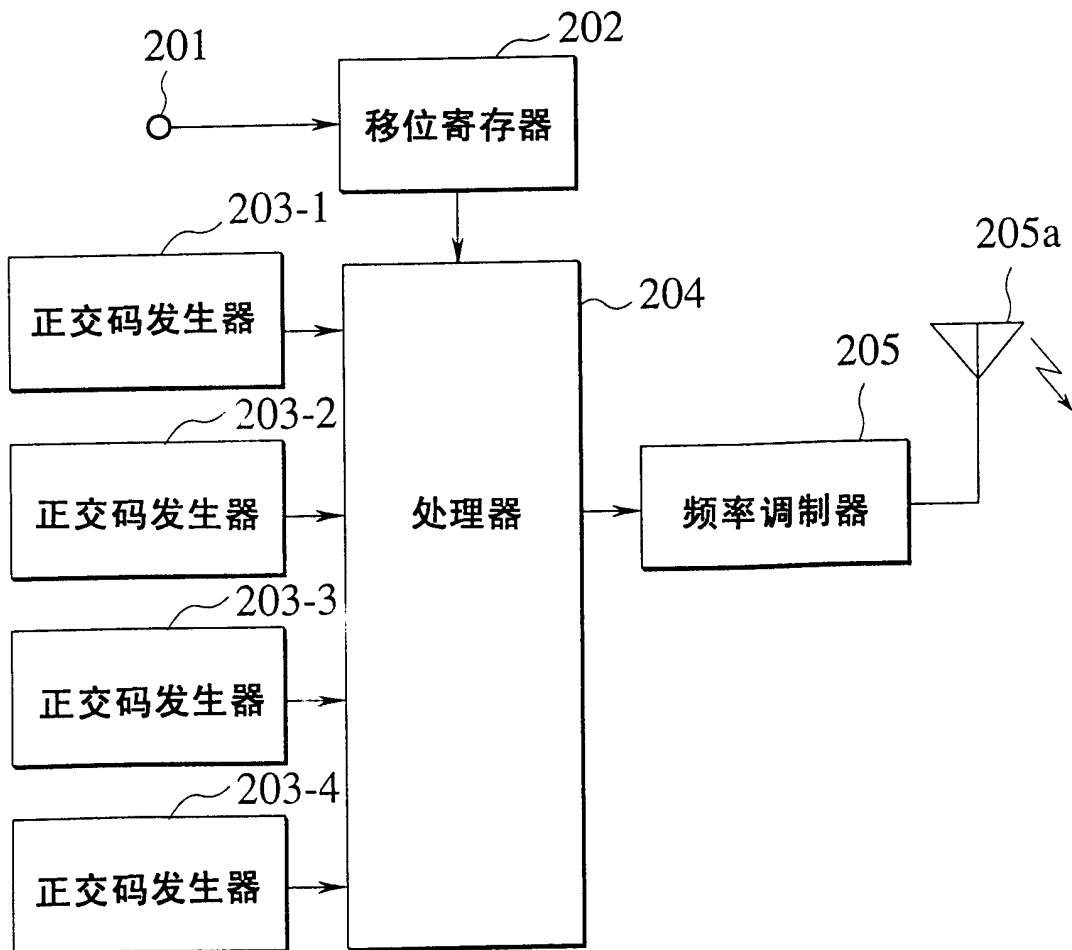 201
202
移位寄存器
203-1
正交码发生器
204
205a
203-2
正交码发生器
处理器
205
频率调制器
203-3
正交码发生器
203-4
正交码发生器